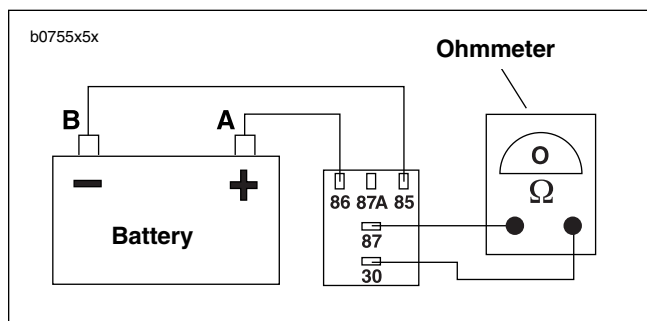 b0755x5x
Ohmmeter
B
A
O
Ω
− +
86 87A 85
Battery
87
30